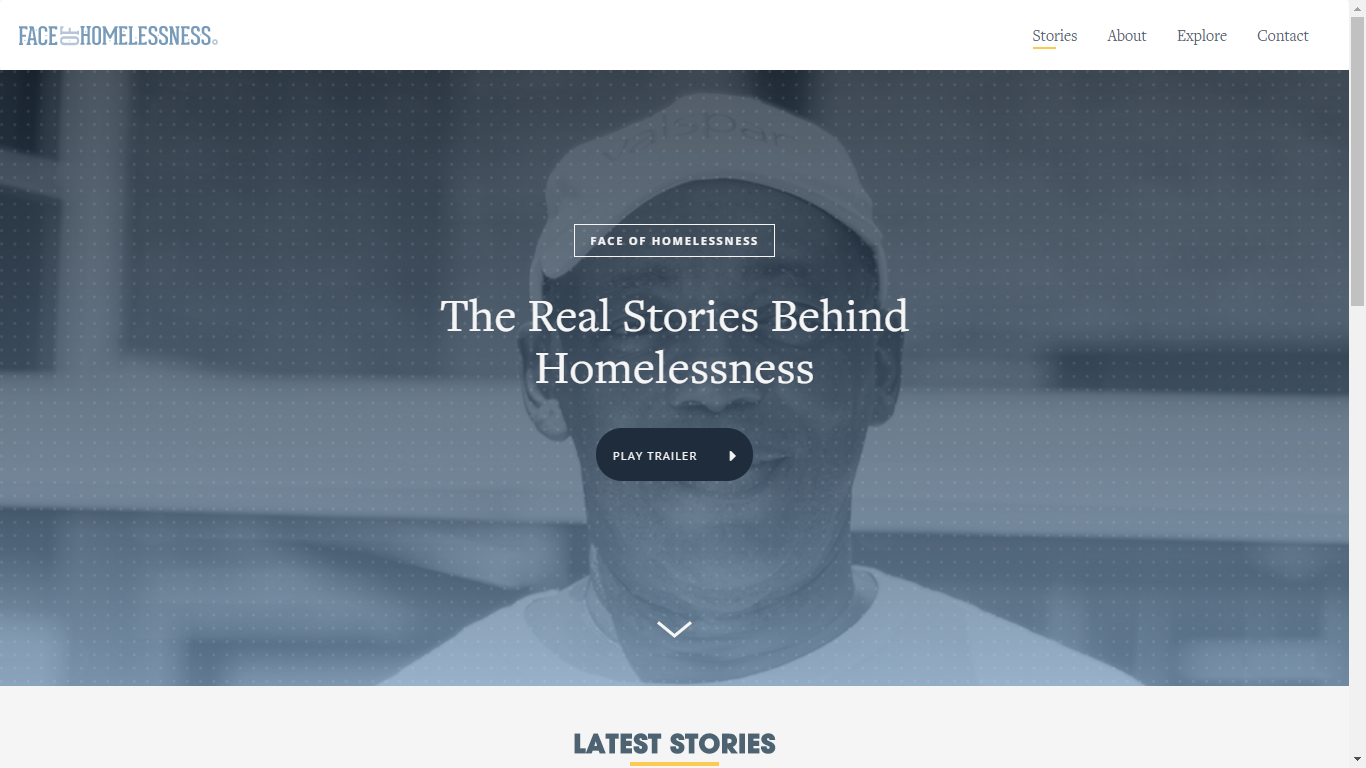 FACE OF HOMELESSNESS
Stories
About
Explore
Contact
Valspar
FACE OF HOMELESSNESS
The Real Stories Behind
Homelessness
PLAY TRAILER
LATEST STORIES